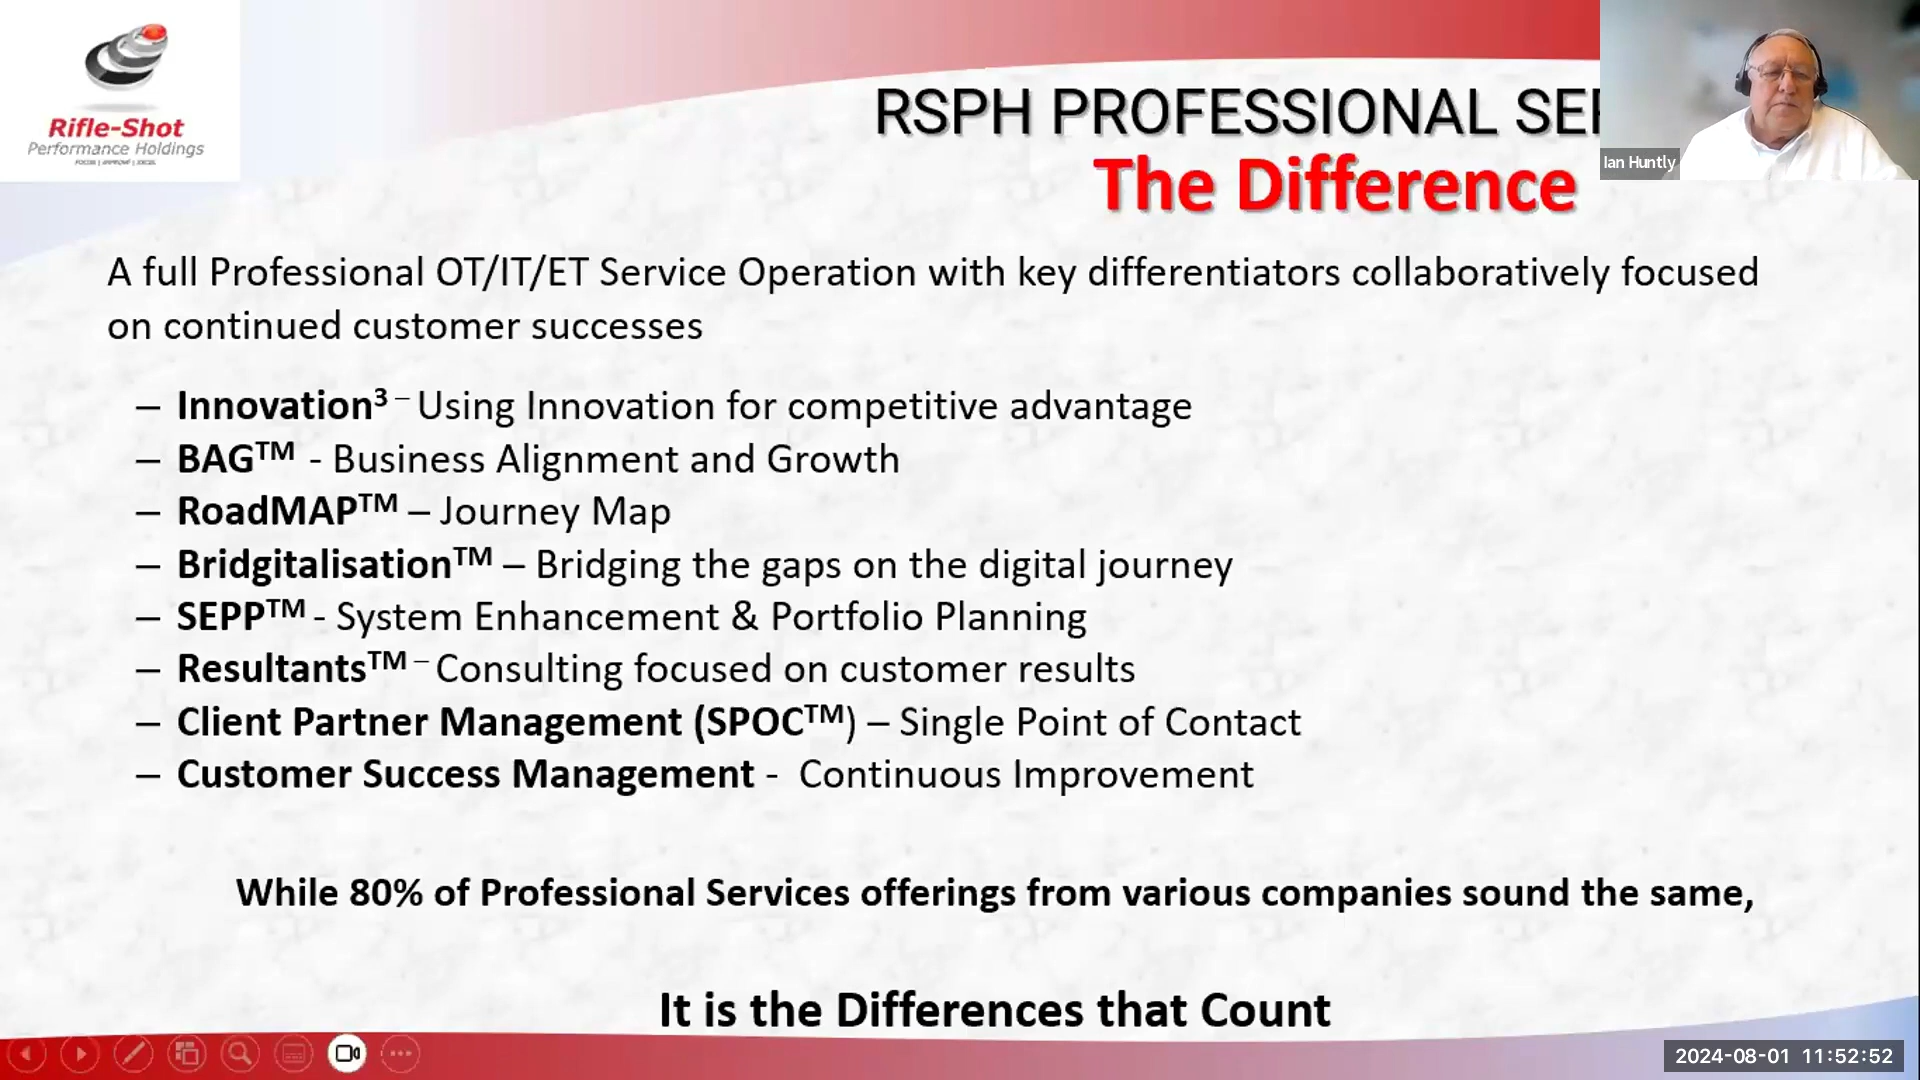 Rifle-Shot
Performance Holdings
FOCUS | IMPROVE | EXCEL
RSPH PROFESSIONAL SER
The Difference
Ian Huntly
A full Professional OT/IT/ET Service Operation with key differentiators collaboratively focused
on continued customer successes
– Innovation³ – Using Innovation for competitive advantage
– BAG™ - Business Alignment and Growth
– RoadMAP™ – Journey Map
– Bridgitalisation™ – Bridging the gaps on the digital journey
– SEPP™ - System Enhancement & Portfolio Planning
– Resultants™ – Consulting focused on customer results
– Client Partner Management (SPOC™) – Single Point of Contact
– Customer Success Management - Continuous Improvement
While 80% of Professional Services offerings from various companies sound the same,
It is the Differences that Count
2024-08-01 11:52:52